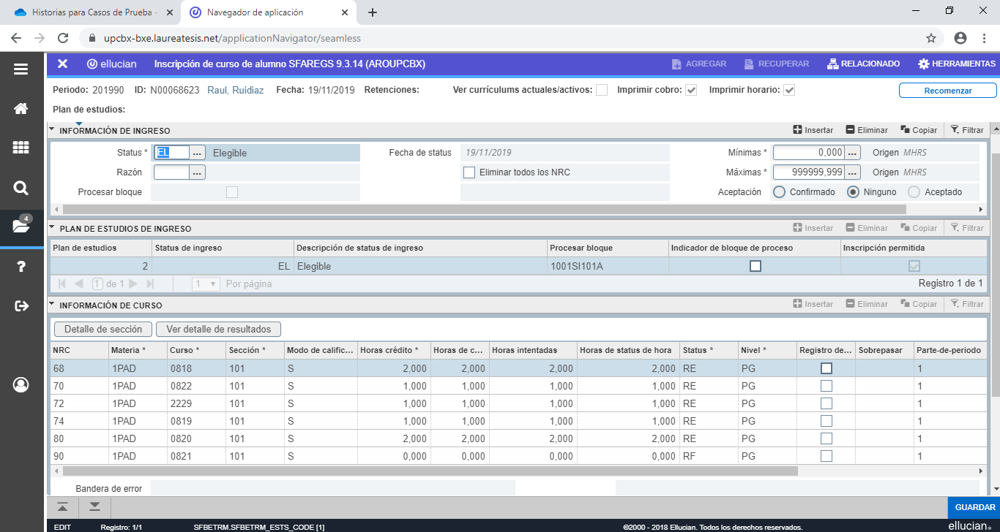 Historias para Casos de Prueba -
Navegador de aplicación
upcbx-bxe.laureatesis.net/applicationNavigator/seamless
ellucian Inscripción de curso de alumno SFAREGS 9.3.14 (AROUPCBX) AGREGAR RECUPERAR RELACIONADO HERRAMIENTAS
Periodo: 201990 ID: N00068623 Raul, Ruidiaz Fecha: 19/11/2019 Retenciones: Ver currículums actuales/activos: Imprimir cobro: Imprimir horario: Recomenzar
Plan de estudios:
INFORMACIÓN DE INGRESO Insertar Eliminar Copiar Filtrar
Status * EL ... Elegible Fecha de status 19/11/2019 Mínimas * 0,000 ... Origen MHRS
Razón ... Eliminar todos los NRC Máximas * 999999,999 ... Origen MHRS
Procesar bloque Aceptación Confirmado Ninguno Aceptado
4
PLAN DE ESTUDIOS DE INGRESO Insertar Eliminar Copiar Filtrar
Plan de estudios Status de ingreso Descripción de status de ingreso Procesar bloque Indicador de bloque de proceso Inscripción permitida
2 EL Elegible 1001SI101A
1 de 1 1 Por página Registro 1 de 1
INFORMACIÓN DE CURSO Insertar Eliminar Copiar Filtrar
Detalle de sección Ver detalle de resultados
NRC Materia * Curso * Sección * Modo de calific... Horas crédito * Horas de c... Horas intentadas Horas de status de hora Status * Nivel * Registro de... Sobrepasar Parte-de-periodo
68 1PAD 0818 101 S 2,000 2,000 2,000 2,000 RE PG 1
70 1PAD 0822 101 S 1,000 1,000 1,000 1,000 RE PG 1
72 1PAD 2229 101 S 1,000 1,000 1,000 1,000 RE PG 1
74 1PAD 0819 101 S 1,000 1,000 1,000 1,000 RE PG 1
80 1PAD 0820 101 S 2,000 2,000 2,000 2,000 RE PG 1
90 1PAD 0821 101 S 0,000 0,000 0,000 0,000 RF PG 1
Bandera de error
GUARDAR
EDIT Registro: 1/1 SFBETRM.SFBETRM_ESTS_CODE [1] ©2000 - 2018 Ellucian. Todos los derechos reservados. ellucian